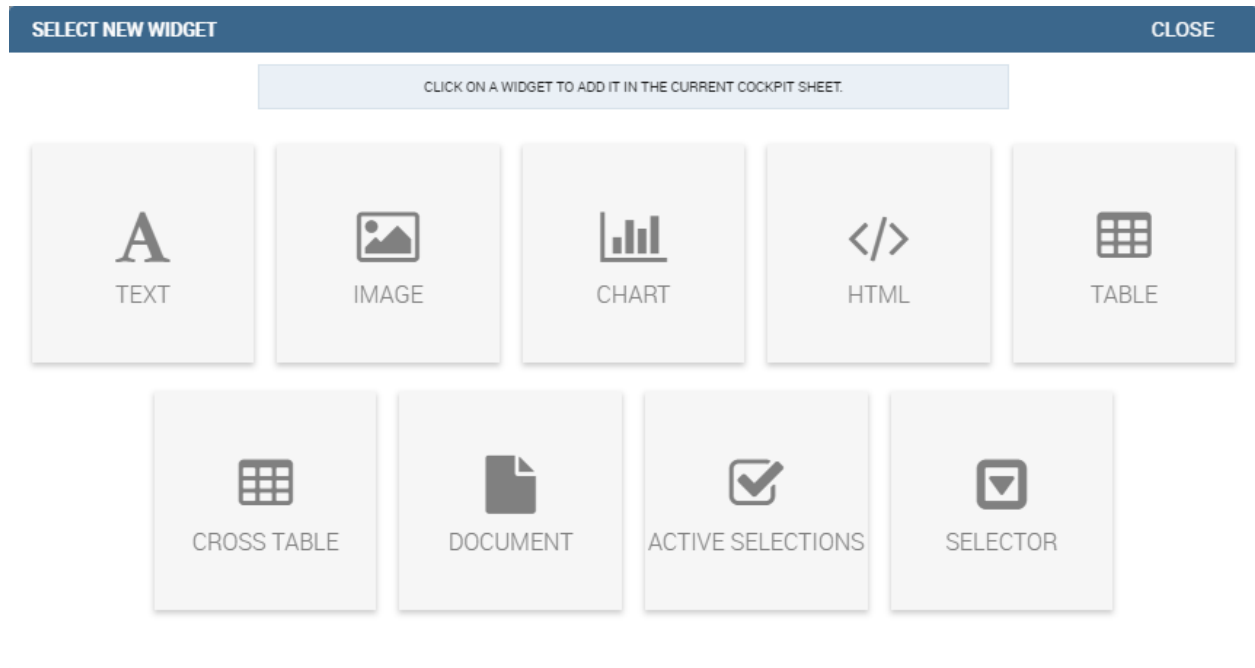 SELECT NEW WIDGET
CLOSE
CLICK ON A WIDGET TO ADD IT IN THE CURRENT COCKPIT SHEET.
TEXT
IMAGE
CHART
HTML
TABLE
CROSS TABLE
DOCUMENT
ACTIVE SELECTIONS
SELECTOR